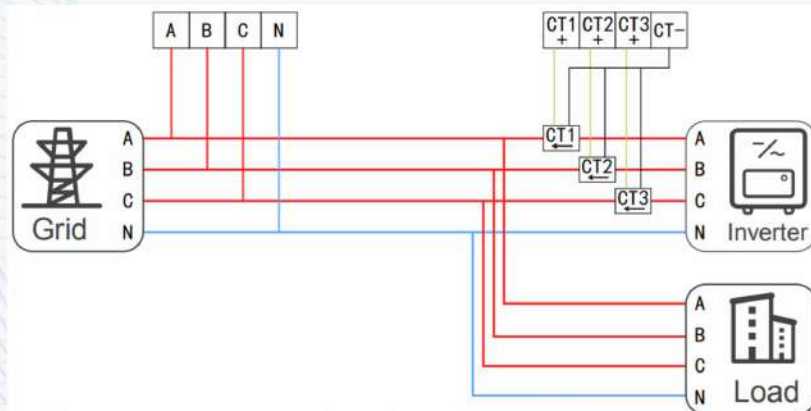 A B C N
CT1+ CT2+ CT3+ CT-
Grid
A
B
C
N
CT1
CT2
CT3
A
B
C
N
Inverter
A
B
C
N
Load